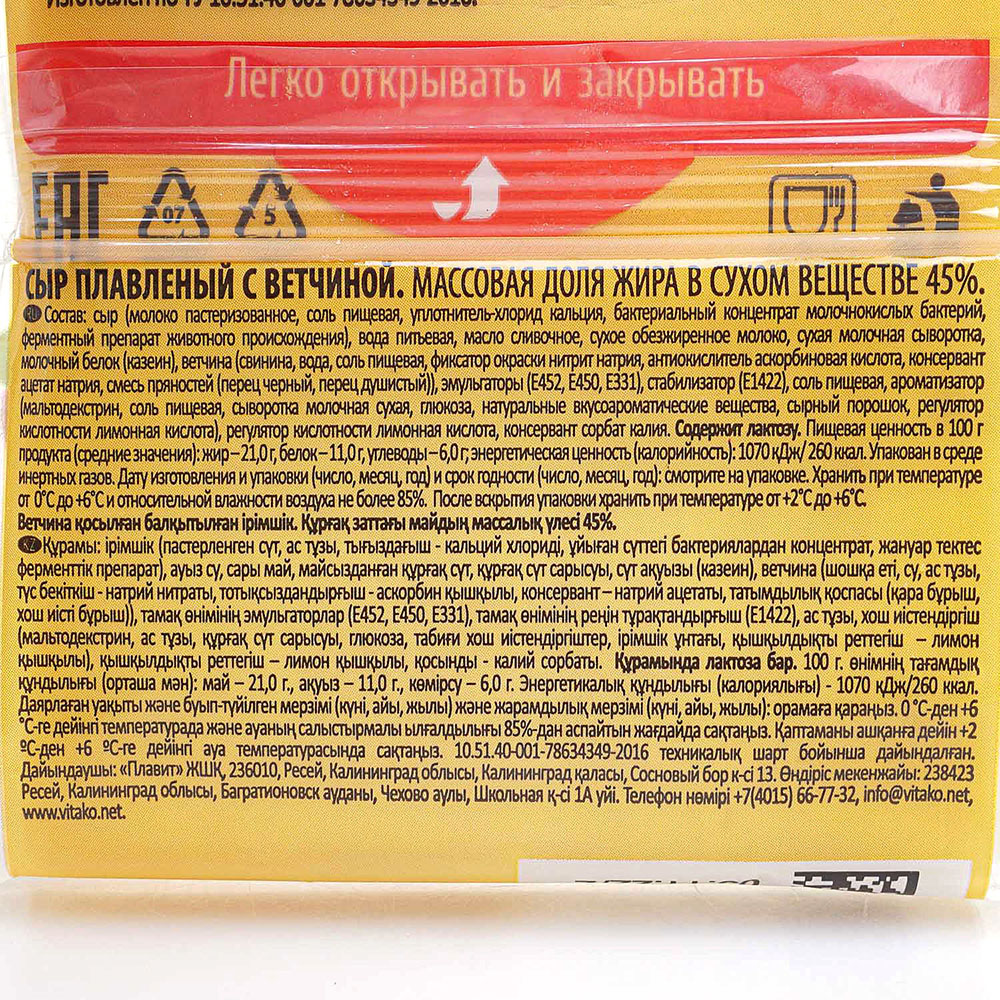 Изготовлен по ТУ 10.51.40-001-78634349-2016.
Легко открывать и закрывать
EAC 07 5
СЫР ПЛАВЛЕНЫЙ С ВЕТЧИНОЙ. МАССОВАЯ ДОЛЯ ЖИРА В СУХОМ ВЕЩЕСТВЕ 45%.
RU Состав: сыр (молоко пастеризованное, соль пищевая, уплотнитель-хлорид кальция, бактериальный концентрат молочнокислых бактерий,
ферментный препарат животного происхождения), вода питьевая, масло сливочное, сухое обезжиренное молоко, сухая молочная сыворотка,
молочный белок (казеин), ветчина (свинина, вода, соль пищевая, фиксатор окраски нитрит натрия, антиокислитель аскорбиновая кислота, консервант
ацетат натрия, смесь пряностей (перец черный, перец душистый)), эмульгаторы (Е452, Е450, Е331), стабилизатор (Е1422), соль пищевая, ароматизатор
(мальтодекстрин, соль пищевая, сыворотка молочная сухая, глюкоза, натуральные вкусоароматические вещества, сырный порошок, регулятор
кислотности лимонная кислота), регулятор кислотности лимонная кислота, консервант сорбат калия. Содержит лактозу. Пищевая ценность в 100 г
продукта (средние значения): жир – 21,0 г, белок – 11,0 г, углеводы – 6,0 г; энергетическая ценность (калорийность): 1070 кДж/ 260 ккал. Упакован в среде
инертных газов. Дату изготовления и упаковки (число, месяц, год) и срок годности (число, месяц, год): смотрите на упаковке. Хранить при температуре
от 0°С до +6°С и относительной влажности воздуха не более 85%. После вскрытия упаковки хранить при температуре от +2°С до +6°С.
Ветчина қосылған балқытылған ірімшік. Құрғақ заттағы майдың массалық үлесі 45%.
KZ Құрамы: ірімшік (пастерленген сүт, ас тұзы, тығыздағыш - кальций хлориді, ұйыған сүттегі бактериялардан концентрат, жануар тектес
ферменттік препарат), ауыз су, сары май, майсызданған құрғақ сүт, құрғақ сүт сарысуы, сүт ақуызы (казеин), ветчина (шошқа еті, су, ас тұзы,
түс бекіткіш - натрий нитраты, тотықсыздандырғыш - аскорбин қышқылы, консервант – натрий ацетаты, татымдылық қоспасы (қара бұрыш,
хош иісті бұрыш)), тамақ өнімінің эмульгаторлар (Е452, Е450, Е331), тамақ өнімінің реңін тұрақтандырғыш (Е1422), ас тұзы, хош иістендіргіш
(мальтодекстрин, ас тұзы, құрғақ сүт сарысуы, глюкоза, табиғи хош иістендіргіштер, ірімшік ұнтағы, қышқылдықты реттегіш – лимон
қышқылы), қышқылдықты реттегіш – лимон қышқылы, қосынды - калий сорбаты. Құрамында лактоза бар. 100 г. өнімнің тағамдық
құндылығы (орташа мән): май – 21,0 г., ақуыз – 11,0 г., көмірсу – 6,0 г. Энергетикалық құндылығы (калориялығы) - 1070 кДж/260 ккал.
Даярлаған уақыты және буып-түйілген мерзімі (күні, айы, жылы) және жарамдылық мерзімі (күні, айы, жылы): орамаға қараңыз. 0 °С-ден +6
°С-ге дейінгі температурада және ауаның салыстырмалы ылғалдылығы 85%-дан аспайтын жағдайда сақтаңыз. Қаптаманы ашқанға дейін +2
ºС-ден +6 ºС-ге дейінгі ауа температурасында сақтаңыз. 10.51.40-001-78634349-2016 техникалық шарт бойынша дайындалған.
Дайындаушы: «Плавит» ЖШҚ, 236010, Ресей, Калининград облысы, Калининград қаласы, Сосновый бор к-сі 13. Өндіріс мекенжайы: 238423
Ресей, Калининград облысы, Багратионовск ауданы, Чехово аулы, Школьная қ-сі 1А үйі. Телефон нөмірі +7(4015) 66-77-32, info@vitako.net,
www.vitako.net.